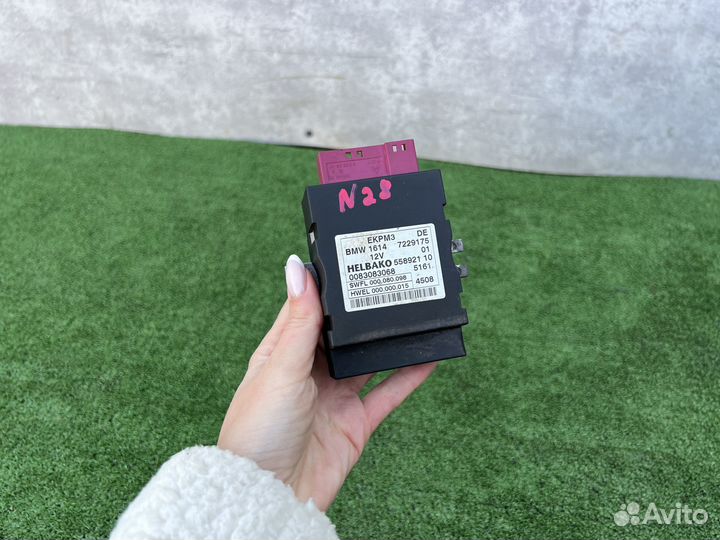 N28
EKPM3 DE
BMW 1614 7229175
12V 01
HELBAKO 558921 10
0083083068 5161
SWFL 000.080.098
HWEL 000.000.015 4508
Avito